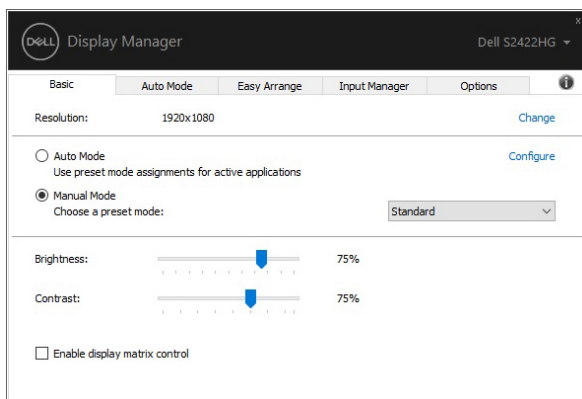 DELL Display Manager
Dell S2422HG
x
Basic
Auto Mode
Easy Arrange
Input Manager
Options
i
Resolution: 1920x1080 Change
Auto Mode Configure
Use preset mode assignments for active applications
Manual Mode
Choose a preset mode: Standard
Brightness: 75%
Contrast: 75%
Enable display matrix control